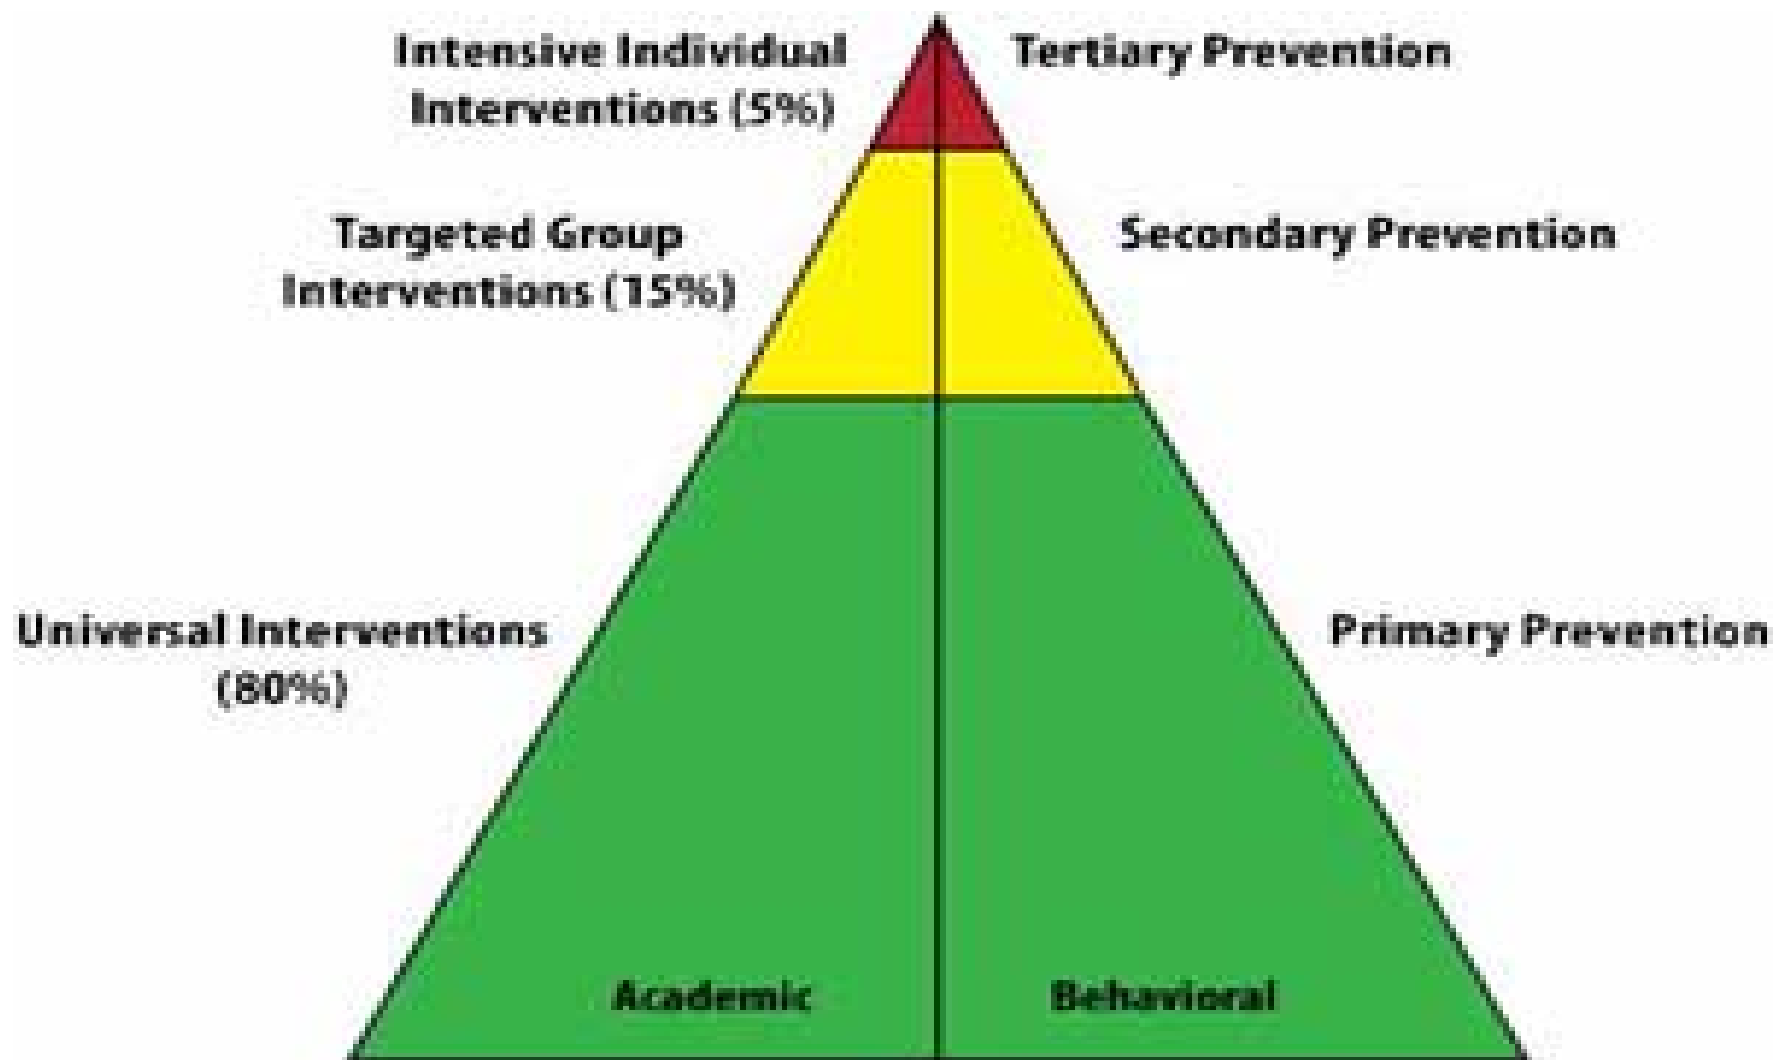 Intensive Individual
Interventions (5%)
Tertiary Prevention
Targeted Group
Interventions (15%)
Secondary Prevention
Universal Interventions
(80%)
Primary Prevention
Academic
Behavioral